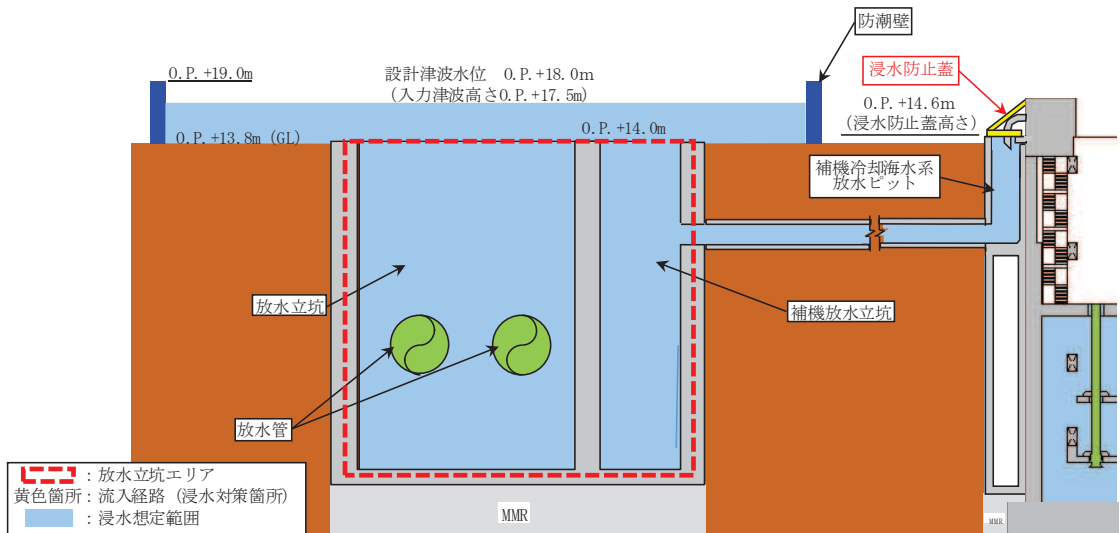 防潮壁
O.P.+19.0m
設計津波水位 O.P.+18.0m
(入力津波高さO.P.+17.5m)
浸水防止蓋
O.P.+14.6m
(浸水防止蓋高さ)
O.P.+13.8m (GL)
O.P.+14.0m
補機冷却海水系
放水ピット
放水立坑
補機放水立坑
放水管
：放水立坑エリア
黄色箇所：流入経路（浸水対策箇所）
：浸水想定範囲
MMR
MMR